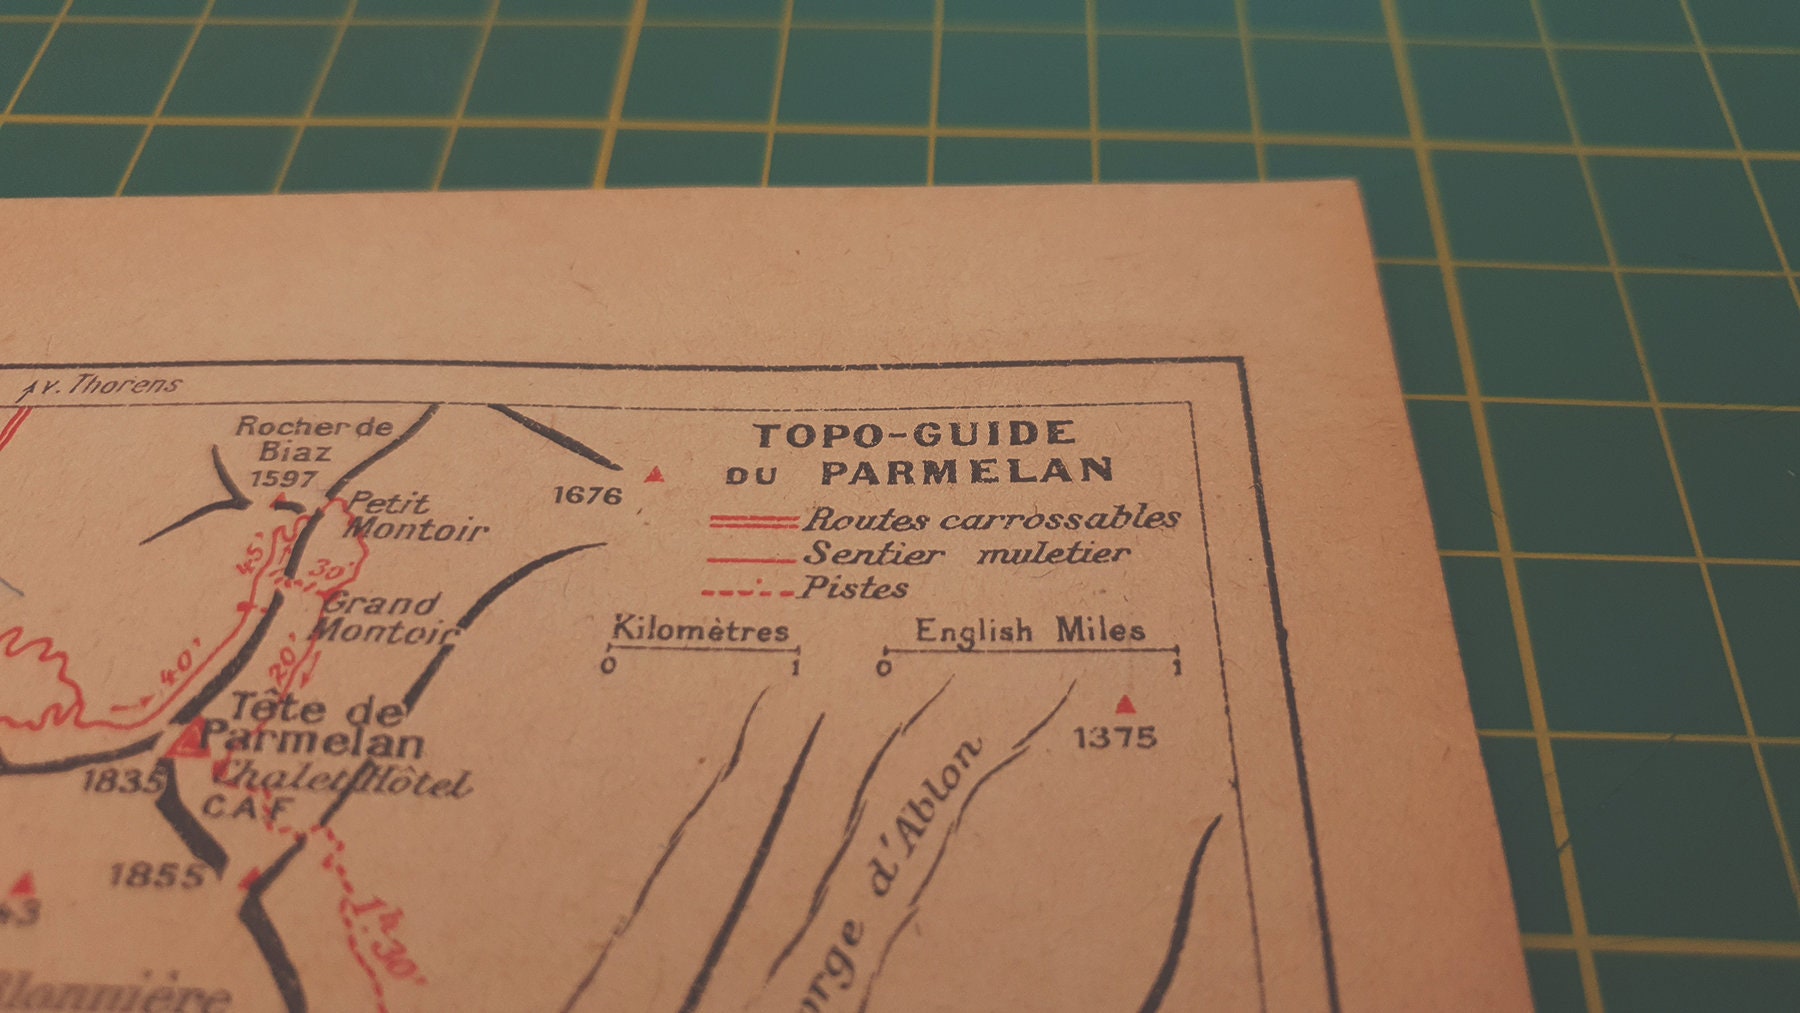 v. Thorens
Rocher de
Biaz
1597
Petit
Montoir
1676
TOPO-GUIDE
DU PARMELAN
Routes carrossables
Sentier muletier
Pistes
Kilomètres
0 1
English Miles
0 1
45'
30'
Grand
Montoir
40'
20'
Tête de
Parmelan
1835
Chalet Hôtel
C.A.F
1855
1375
d'Ablon
1h.30'